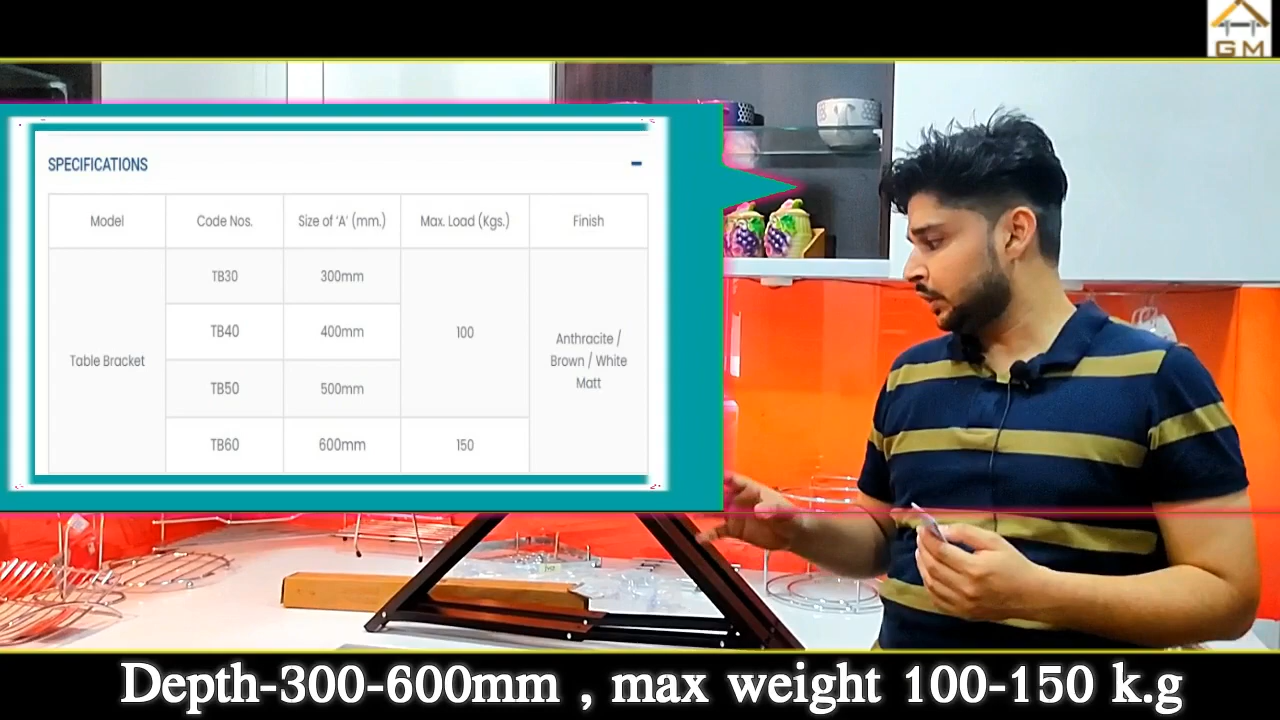 GM
SPECIFICATIONS
Model Code Nos. Size of 'A' (mm.) Max. Load (Kgs.) Finish
TB30 300mm
TB40 400mm 100
Table Bracket Anthracite /
Brown / White
Matt
TB50 500mm
TB60 600mm 150
Depth-300-600mm , max weight 100-150 k.g